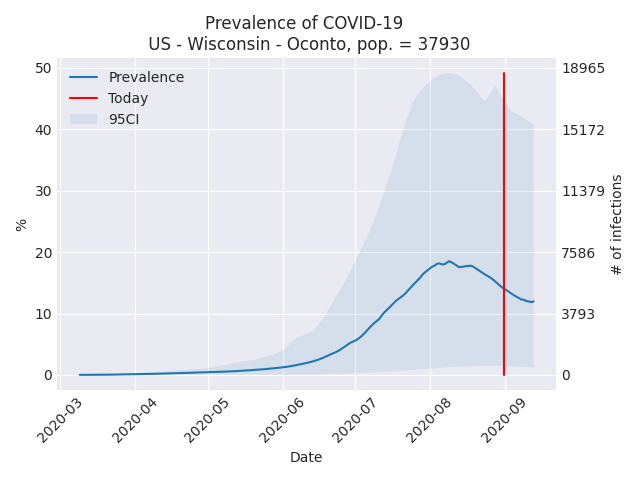 Prevalence of COVID-19
US - Wisconsin - Oconto, pop. = 37930
Prevalence
Today
95CI
50
40
30
20
10
0
%
18965
15172
11379
7586
3793
0
# of infections
2020-03
2020-04
2020-05
2020-06
2020-07
2020-08
2020-09
Date